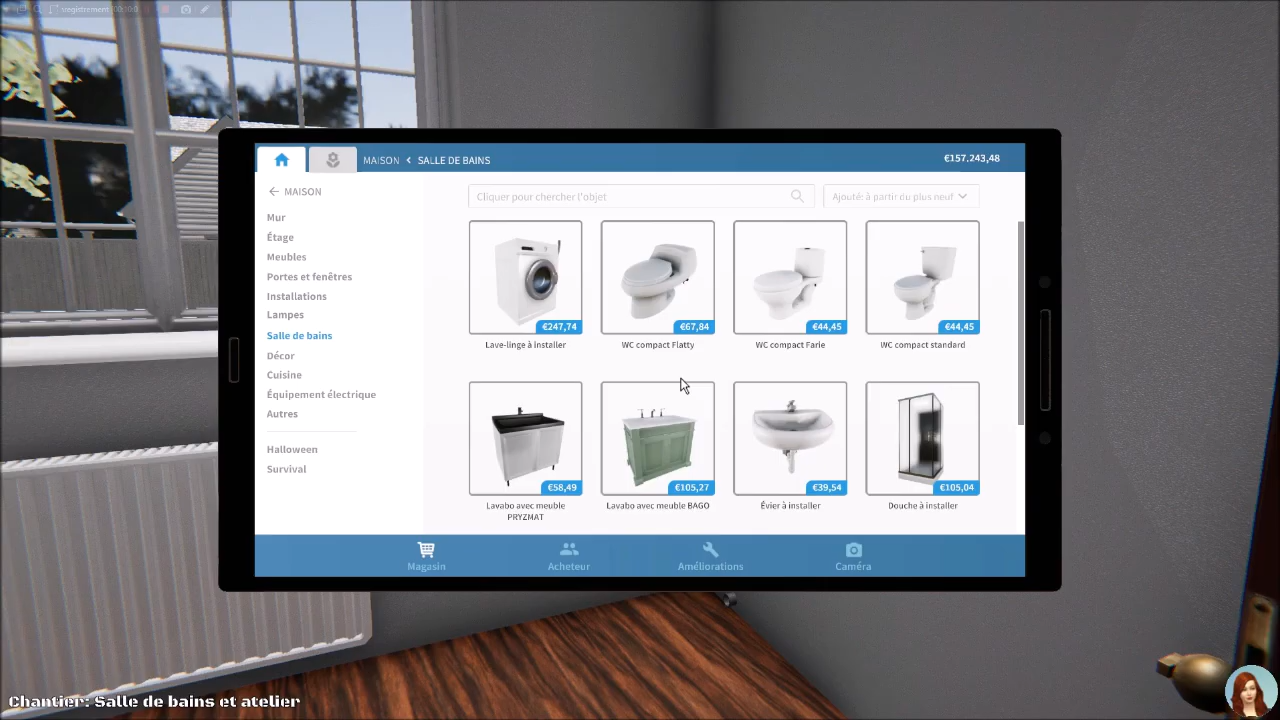 MAISON < SALLE DE BAINS
€157.243,48
← MAISON
Cliquer pour chercher l'objet
Ajouté: à partir du plus neuf
Mur
Étage
Meubles
Portes et fenêtres
Installations
Lampes
Salle de bains
Décor
Cuisine
Équipement électrique
Autres
Halloween
Survival
€247,74
€67,84
€44,45
€44,45
Lave-linge à installer
WC compact Flatty
WC compact Farie
WC compact standard
€58,49
€105,27
€39,54
€105,04
Lavabo avec meuble PRYZMAT
Lavabo avec meuble BAGO
Évier à installer
Douche à installer
Magasin
Acheteur
Améliorations
Caméra
Chantier: Salle de bains et atelier